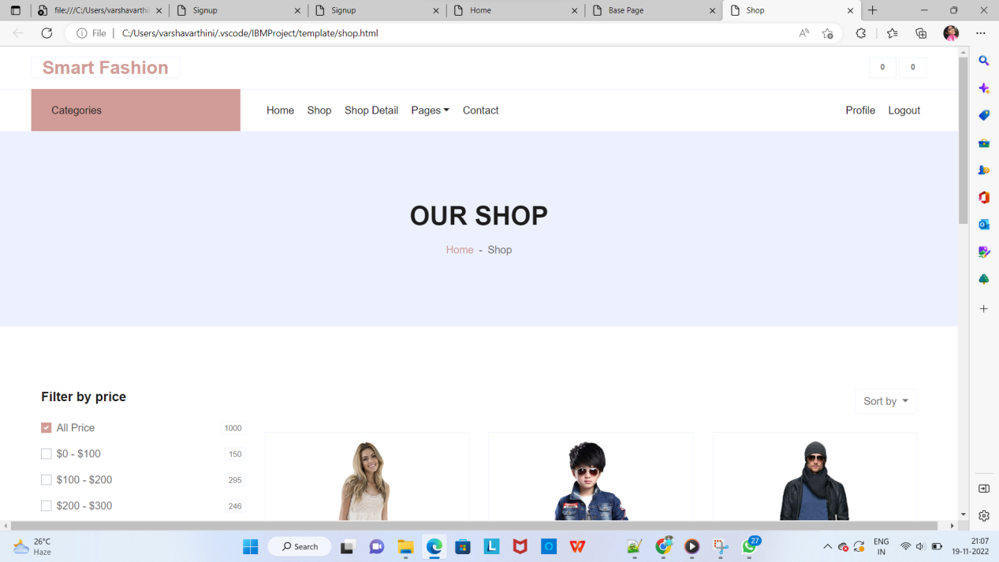 file:///C:/Users/varshavarthi
Signup
Signup
Home
Base Page
Shop
File
C:/Users/varshavarthini/.vscode/IBMProject/template/shop.html
Smart Fashion
0
0
Categories
Home
Shop
Shop Detail
Pages
Contact
Profile
Logout
OUR SHOP
Home - Shop
Filter by price
Sort by
All Price
1000
$0 - $100
150
$100 - $200
295
$200 - $300
246
26°C
Haze
Search
27
ENG
IN
21:07
19-11-2022